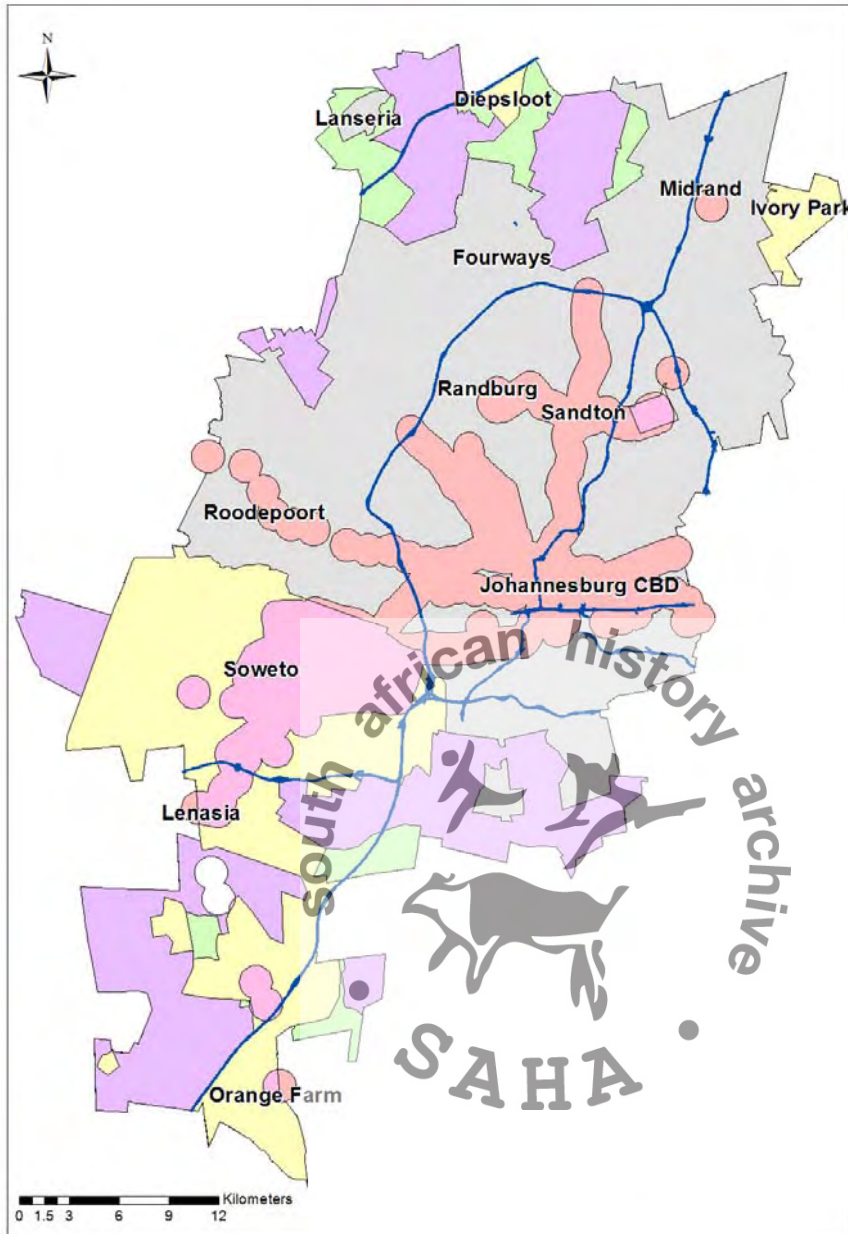 N
Lanseria
Diepsloot
Midrand
Ivory Park
Fourways
Randburg
Sandton
Roodepoort
Johannesburg CBD
Soweto
Lenasia
Orange Farm
south african history archive
• SAHA •
Kilometers
0 1.5 3 6 9 12